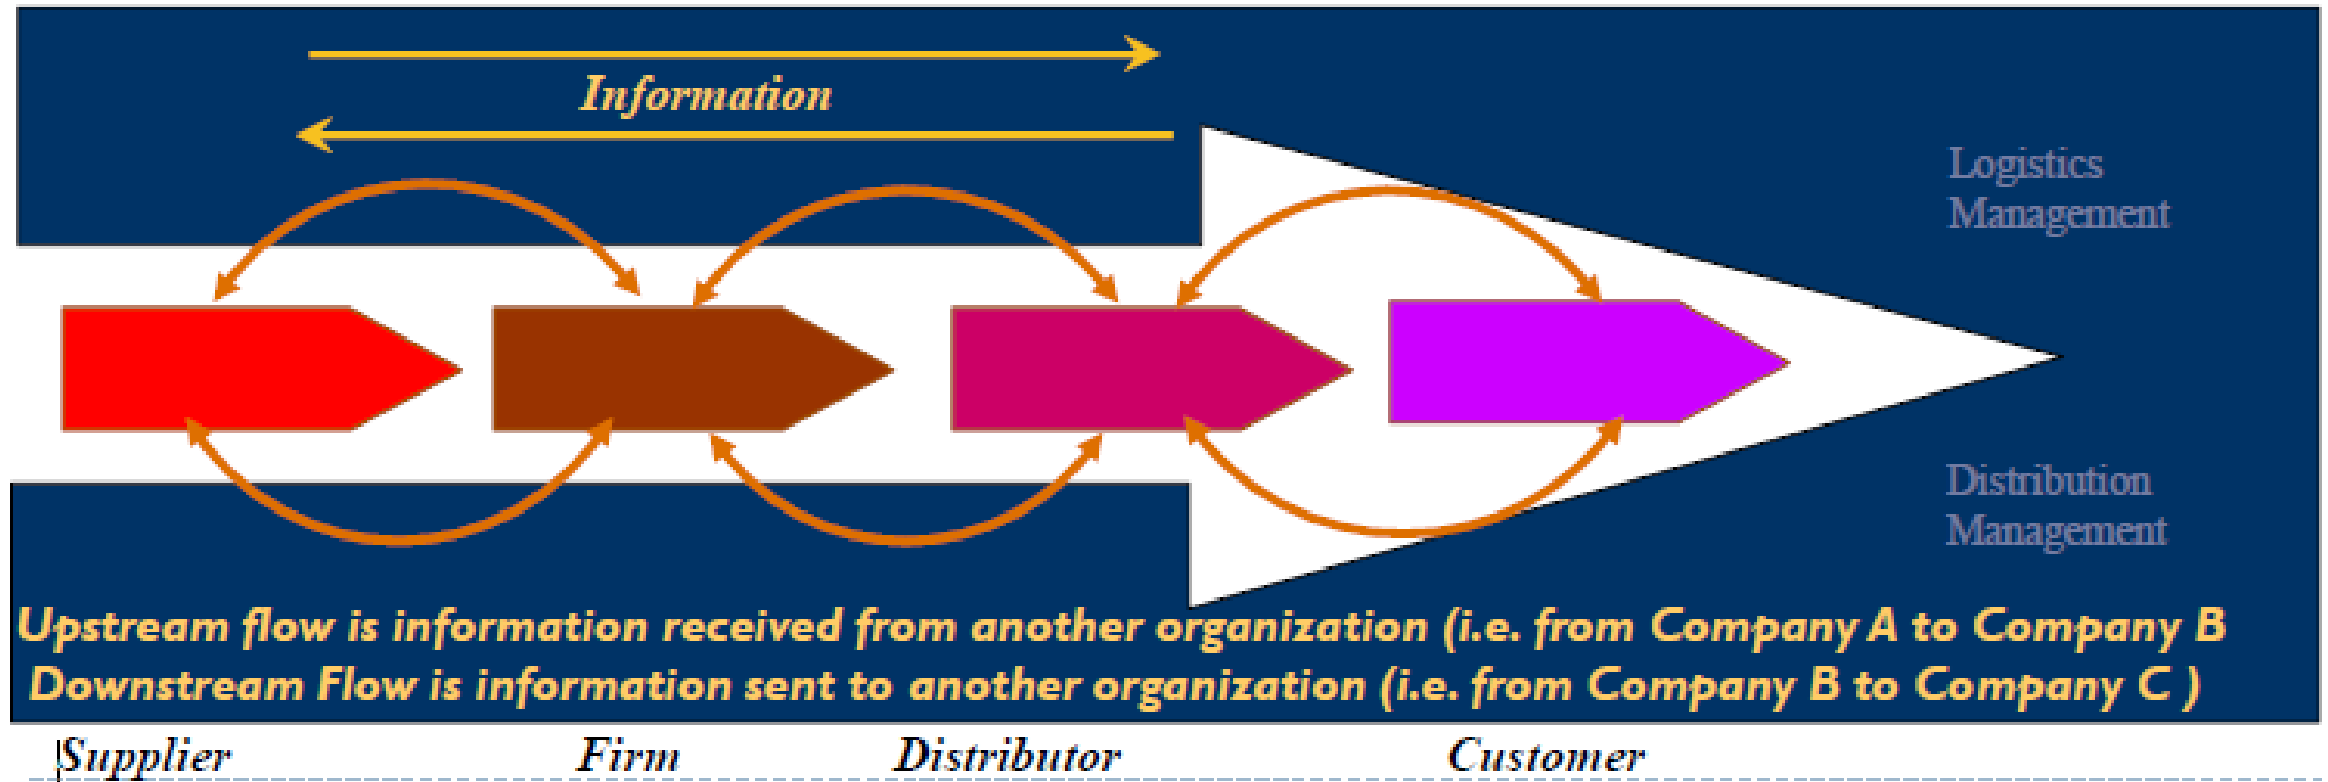 Information
Logistics
Management
Distribution
Management
Upstream flow is information received from another organization (i.e. from Company A to Company B
Downstream Flow is information sent to another organization (i.e. from Company B to Company C )
Supplier Firm Distributor Customer